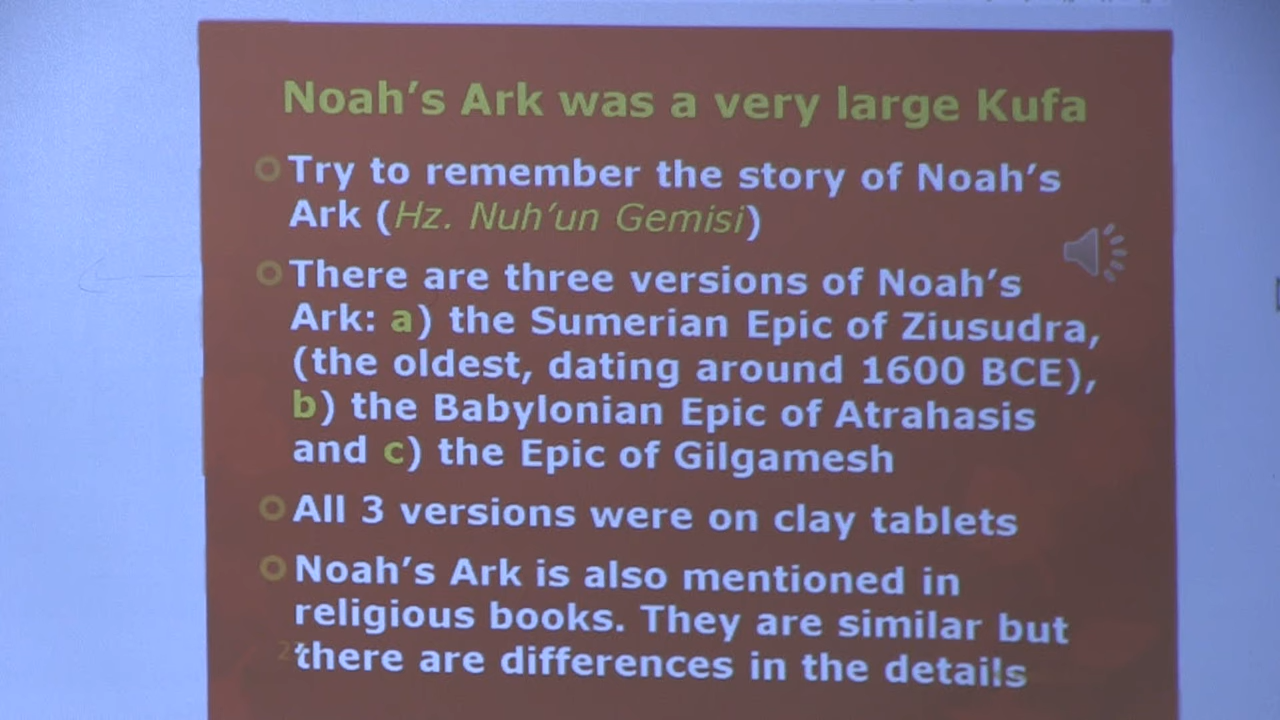 Noah's Ark was a very large Kufa
Try to remember the story of Noah's
Ark (Hz. Nuh'un Gemisi)
There are three versions of Noah's
Ark: a) the Sumerian Epic of Ziusudra,
(the oldest, dating around 1600 BCE),
b) the Babylonian Epic of Atrahasis
and c) the Epic of Gilgamesh
All 3 versions were on clay tablets
Noah's Ark is also mentioned in
religious books. They are similar but
there are differences in the details